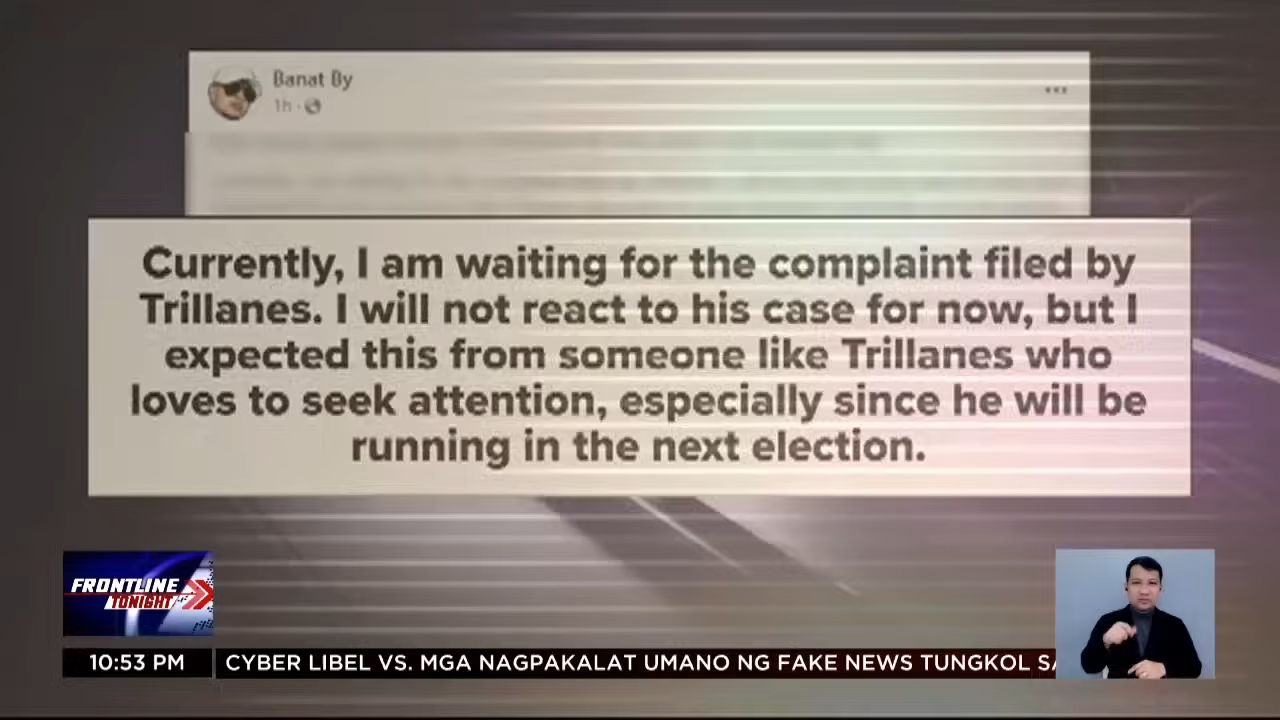 Banat By
1h
Currently, I am waiting for the complaint filed by
Trillanes. I will not react to his case for now, but I
expected this from someone like Trillanes who
loves to seek attention, especially since he will be
running in the next election.
FRONTLINE
TONIGHT
10:53 PM
CYBER LIBEL VS. MGA NAGPAKALAT UMANO NG FAKE NEWS TUNGKOL SA